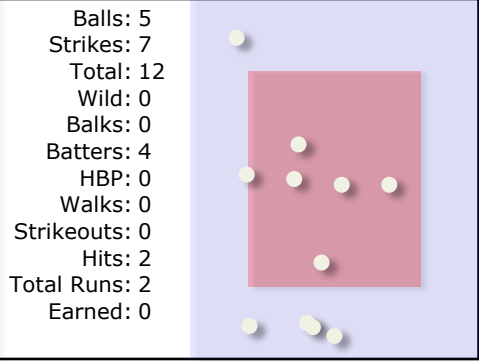 Balls: 5
Strikes: 7
Total: 12
Wild: 0
Balks: 0
Batters: 4
HBP: 0
Walks: 0
Strikeouts: 0
Hits: 2
Total Runs: 2
Earned: 0